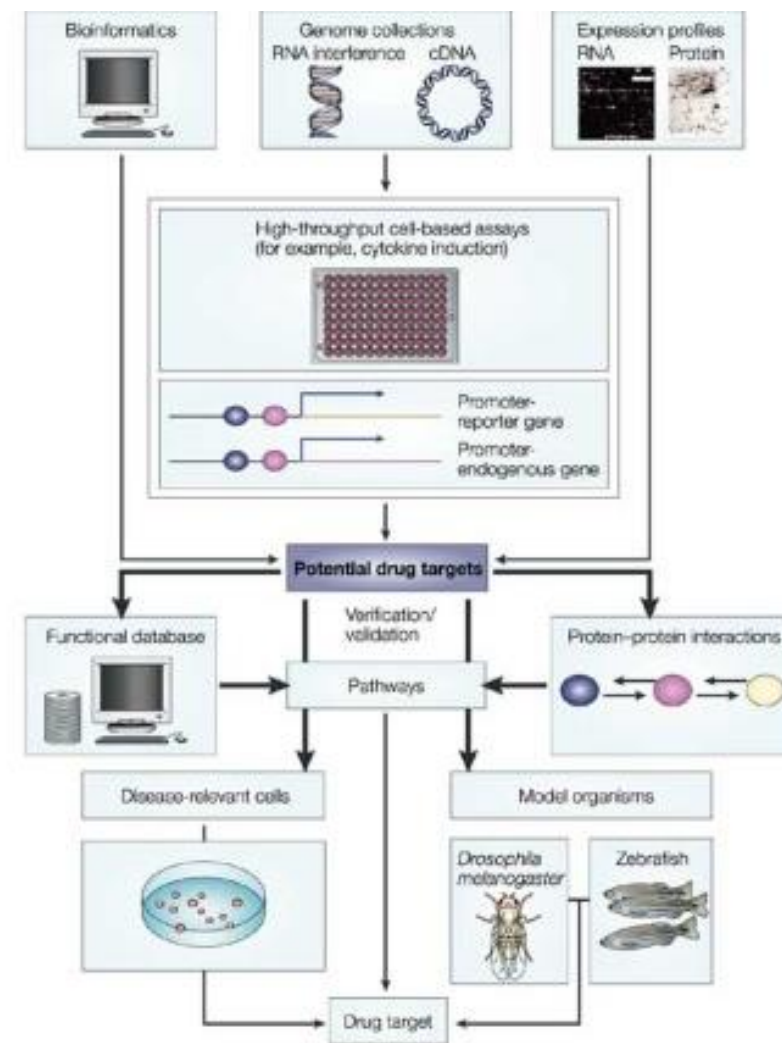 Bioinformatics
Genome collections
RNA interference
cDNA
Expression profiles
RNA
Protein
High-throughput cell-based assays
(for example, cytokine induction)
Promoter-
reporter gene
Promoter-
endogenous gene
Potential drug targets
Verification/
validation
Functional database
Protein–protein interactions
Pathways
Disease-relevant cells
Model organisms
Drosophila
melanogaster
Zebrafish
Drug target